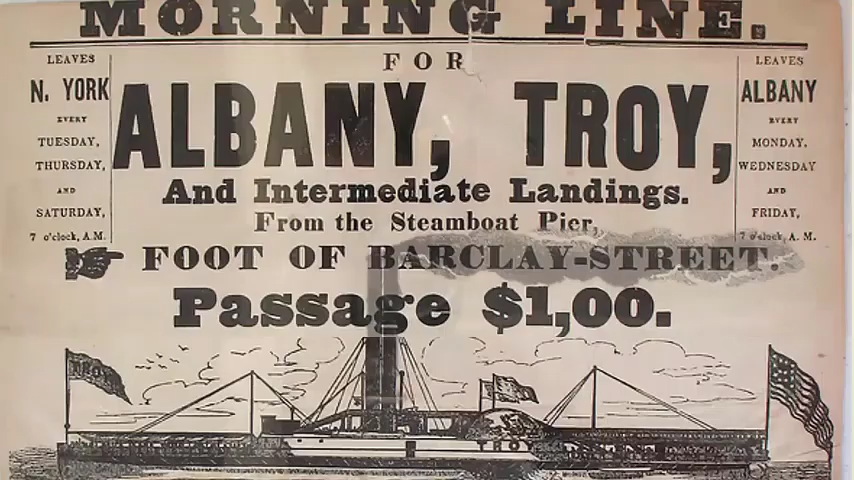 MORNING LINE.
FOR
LEAVES
N. YORK
EVERY
TUESDAY,
THURSDAY,
AND
SATURDAY,
7 o'clock, A.M.
ALBANY, TROY,
And Intermediate Landings.
From the Steamboat Pier,
LEAVES
ALBANY
EVERY
MONDAY,
WEDNESDAY
AND
FRIDAY,
7 o'clock, A. M.
FOOT OF BARCLAY-STREET.
Passage $1,00.
TROY
TROY